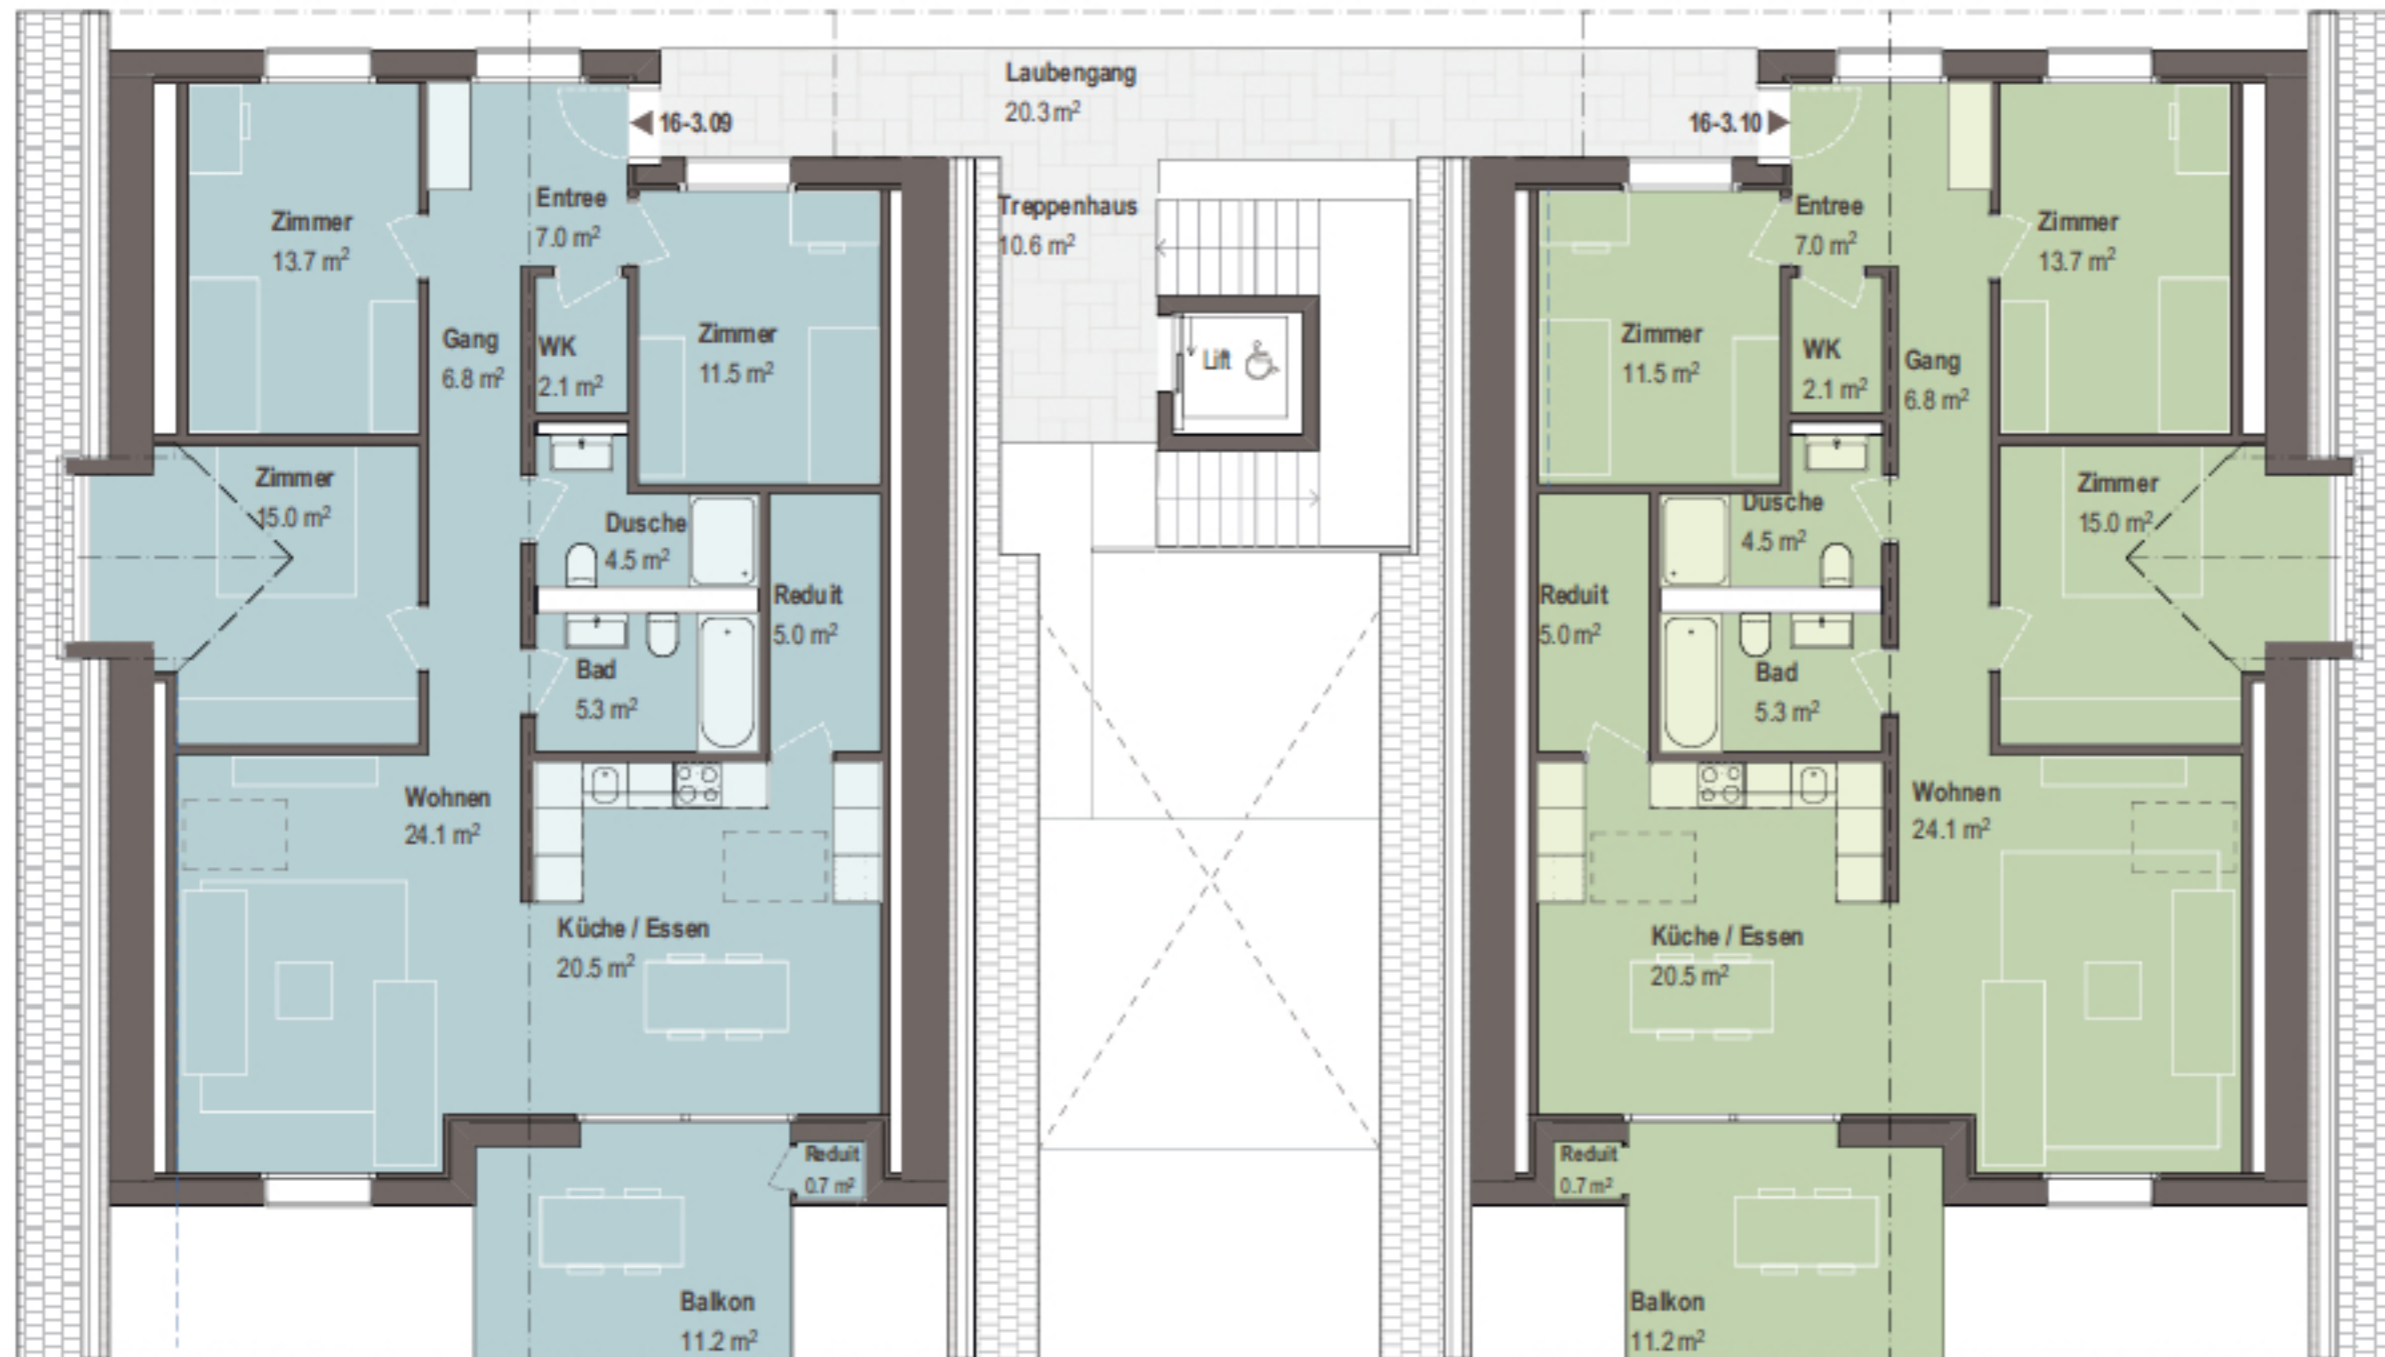 Laubengang
20.3 m²
16-3.09
16-3.10
Entree
7.0 m²
Zimmer
13.7 m²
Gang
6.8 m²
WK
2.1 m²
Zimmer
11.5 m²
Zimmer
15.0 m²
Dusche
4.5 m²
Reduit
5.0 m²
Bad
5.3 m²
Wohnen
24.1 m²
Küche / Essen
20.5 m²
Reduit
0.7 m²
Balkon
11.2 m²
Treppenhaus
10.6 m²
Lift
Entree
7.0 m²
Zimmer
13.7 m²
Zimmer
11.5 m²
WK
2.1 m²
Gang
6.8 m²
Zimmer
15.0 m²
Dusche
4.5 m²
Reduit
5.0 m²
Bad
5.3 m²
Wohnen
24.1 m²
Küche / Essen
20.5 m²
Reduit
0.7 m²
Balkon
11.2 m²